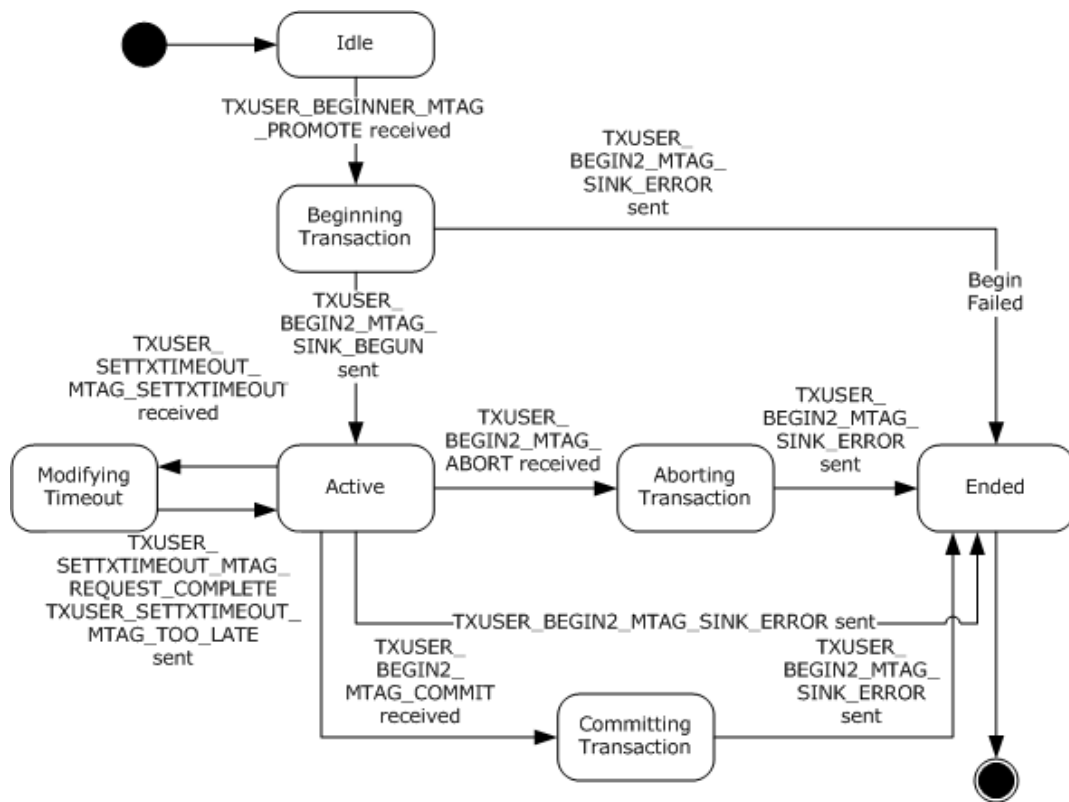 Idle
TXUSER_BEGINNER_MTAG
_PROMOTE received
TXUSER_
BEGIN2_MTAG_
SINK_ERROR
sent
Beginning
Transaction
Begin
Failed
TXUSER_
BEGIN2_MTAG_
SINK_BEGUN
sent
TXUSER_
SETTXTIMEOUT_
MTAG_SETTXTIMEOUT
received
TXUSER_
BEGIN2_MTAG_
ABORT received
TXUSER_
BEGIN2_MTAG_
SINK_ERROR
sent
Modifying
Timeout
Active
Aborting
Transaction
Ended
TXUSER_
SETTXTIMEOUT_MTAG_
REQUEST_COMPLETE
TXUSER_SETTXTIMEOUT_
MTAG_TOO_LATE
sent
TXUSER_BEGIN2_MTAG_SINK_ERROR sent
TXUSER_
BEGIN2_
MTAG_COMMIT
received
TXUSER_
BEGIN2_MTAG_
SINK_ERROR
sent
Committing
Transaction